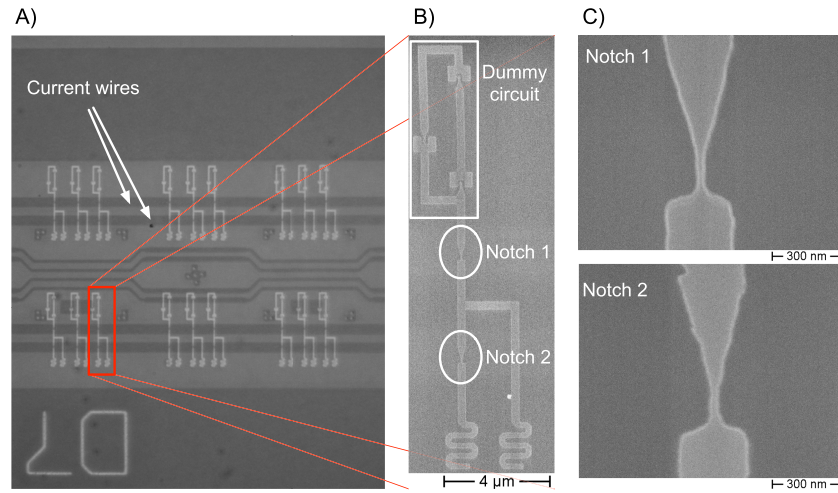 A)
Current wires
B)
Dummy
circuit
Notch 1
Notch 2
4 µm
C)
Notch 1
300 nm
Notch 2
300 nm